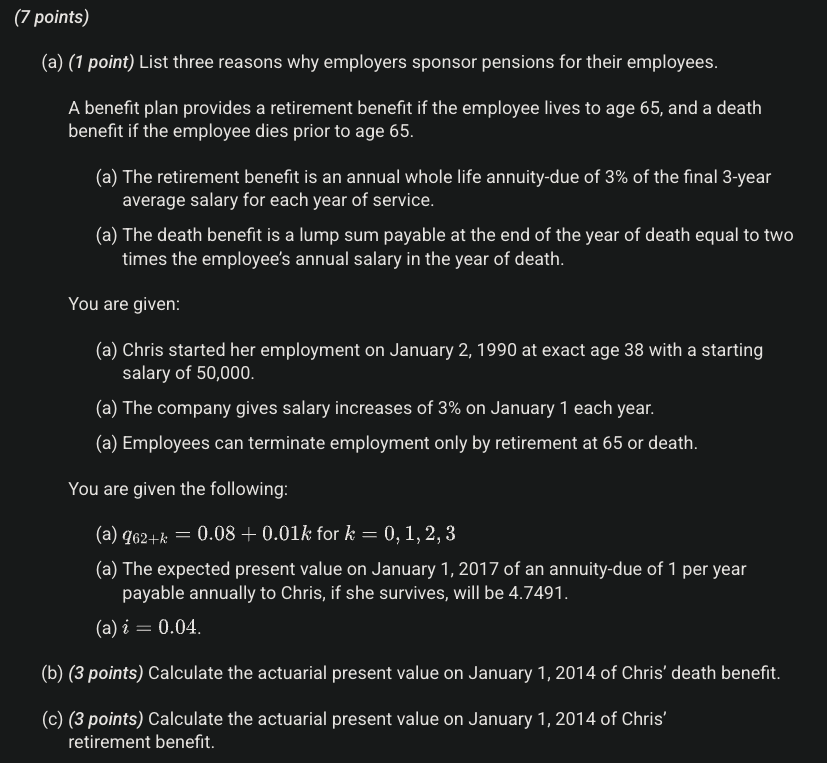 (7 points)
(a) (1 point) List three reasons why employers sponsor pensions for their employees.
A benefit plan provides a retirement benefit if the employee lives to age 65, and a death
benefit if the employee dies prior to age 65.
(a) The retirement benefit is an annual whole life annuity-due of 3% of the final 3-year
average salary for each year of service.
(a) The death benefit is a lump sum payable at the end of the year of death equal to two
times the employee's annual salary in the year of death.
You are given:
(a) Chris started her employment on January 2, 1990 at exact age 38 with a starting
salary of 50,000.
(a) The company gives salary increases of 3% on January 1 each year.
(a) Employees can terminate employment only by retirement at 65 or death.
You are given the following:
(a) q_{62+k} = 0.08 + 0.01k for k = 0, 1, 2, 3
(a) The expected present value on January 1, 2017 of an annuity-due of 1 per year
payable annually to Chris, if she survives, will be 4.7491.
(a) i = 0.04.
(b) (3 points) Calculate the actuarial present value on January 1, 2014 of Chris' death benefit.
(c) (3 points) Calculate the actuarial present value on January 1, 2014 of Chris'
retirement benefit.